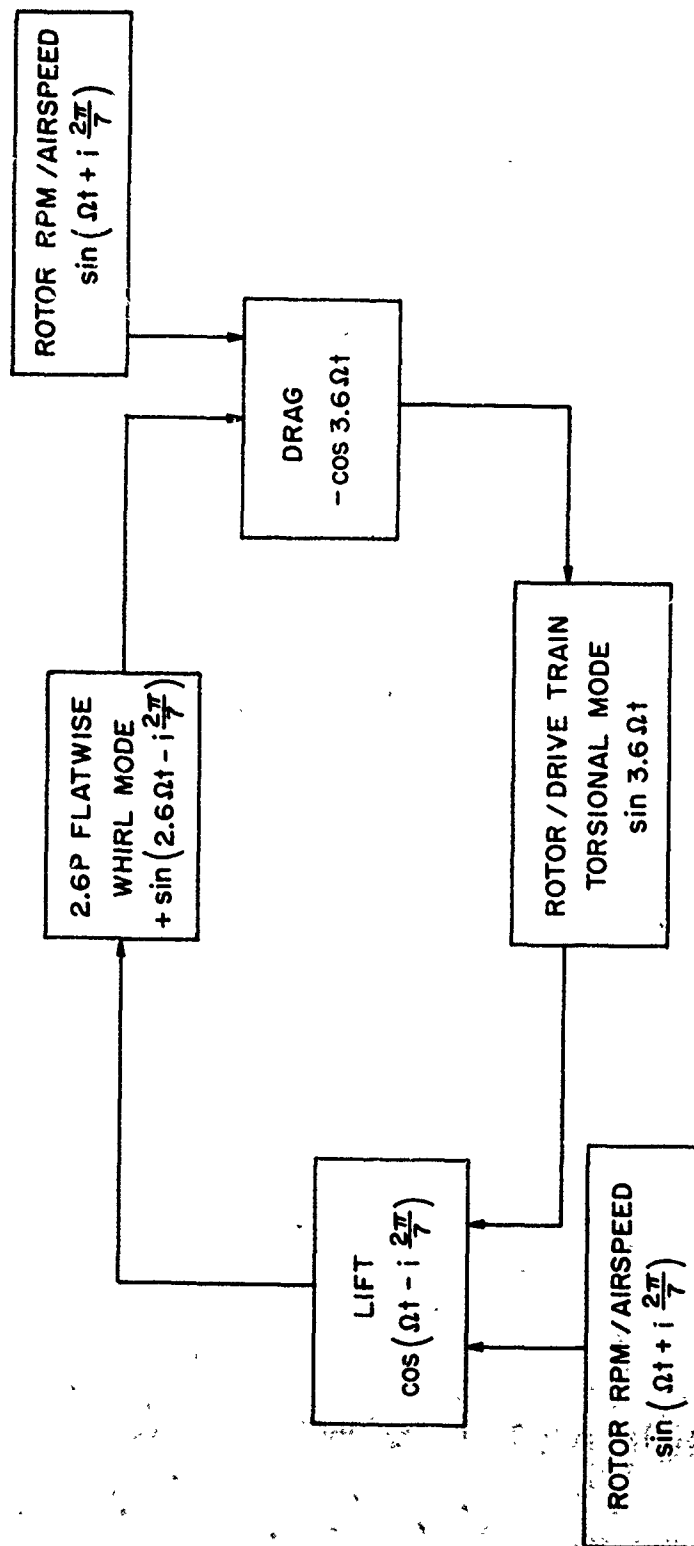 ROTOR RPM/AIRSPEED
sin(Ωt + i 2π/7)
2.6P FLATWISE
WHIRL MODE
+ sin(2.6Ωt − i 2π/7)
DRAG
−cos 3.6Ωt
LIFT
cos(Ωt − i 2π/7)
ROTOR/DRIVE TRAIN
TORSIONAL MODE
sin 3.6Ωt
ROTOR RPM/AIRSPEED
sin(Ωt + i 2π/7)